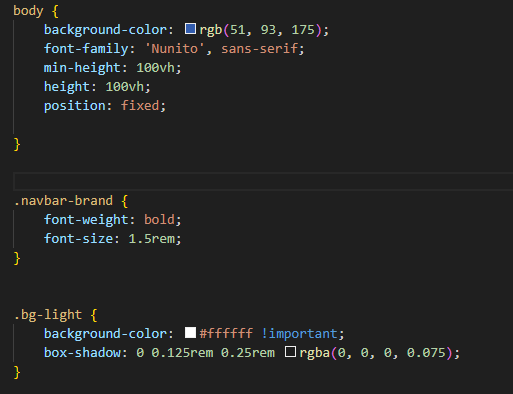 body {
    background-color: rgb(51, 93, 175);
    font-family: 'Nunito', sans-serif;
    min-height: 100vh;
    height: 100vh;
    position: fixed;
}
.navbar-brand {
    font-weight: bold;
    font-size: 1.5rem;
}
.bg-light {
    background-color: #ffffff !important;
    box-shadow: 0 0.125rem 0.25rem rgba(0, 0, 0, 0.075);
}